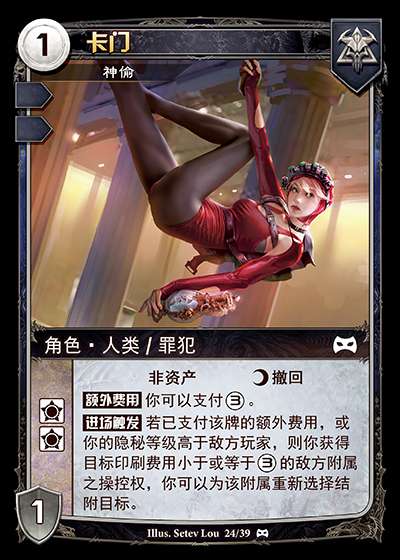 1
卡门
神偷
角色·人类/罪犯
非资产 撤回
额外费用 你可以支付③。
进场触发 若已支付该牌的额外费用，或
你的隐秘等级高于敌方玩家，则你获得
目标印刷费用小于或等于③的敌方附属
之操控权，你可以为该附属重新选择结
附目标。
1
Illus. Setev Lou 24/39